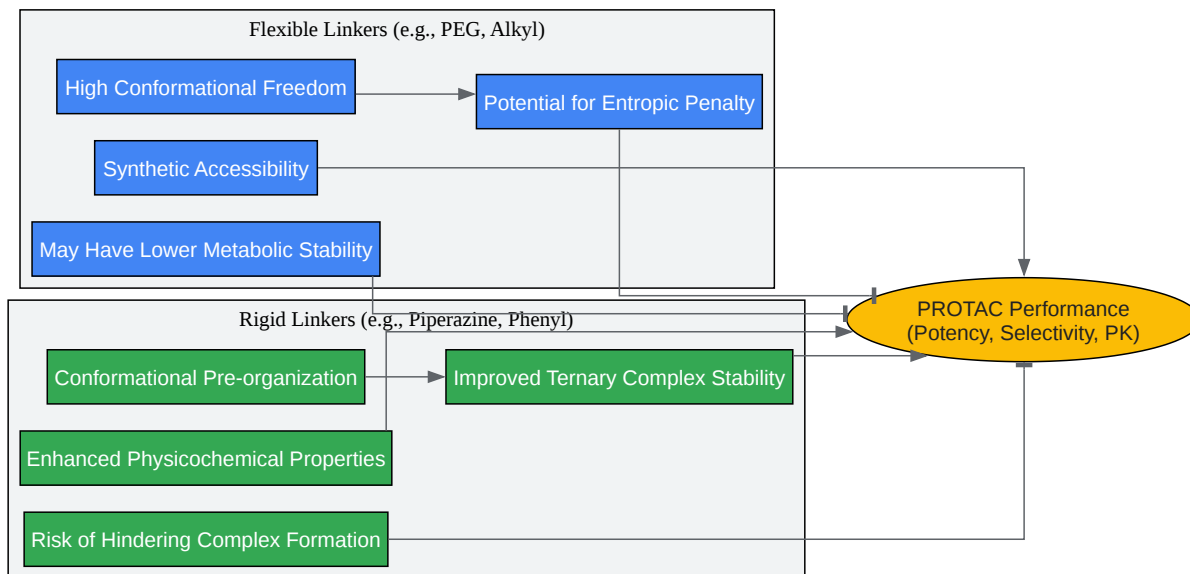 Flexible Linkers (e.g., PEG, Alkyl)
High Conformational Freedom
Potential for Entropic Penalty
Synthetic Accessibility
May Have Lower Metabolic Stability
PROTAC Performance
(Potency, Selectivity, PK)
Rigid Linkers (e.g., Piperazine, Phenyl)
Conformational Pre-organization
Improved Ternary Complex Stability
Enhanced Physicochemical Properties
Risk of Hindering Complex Formation